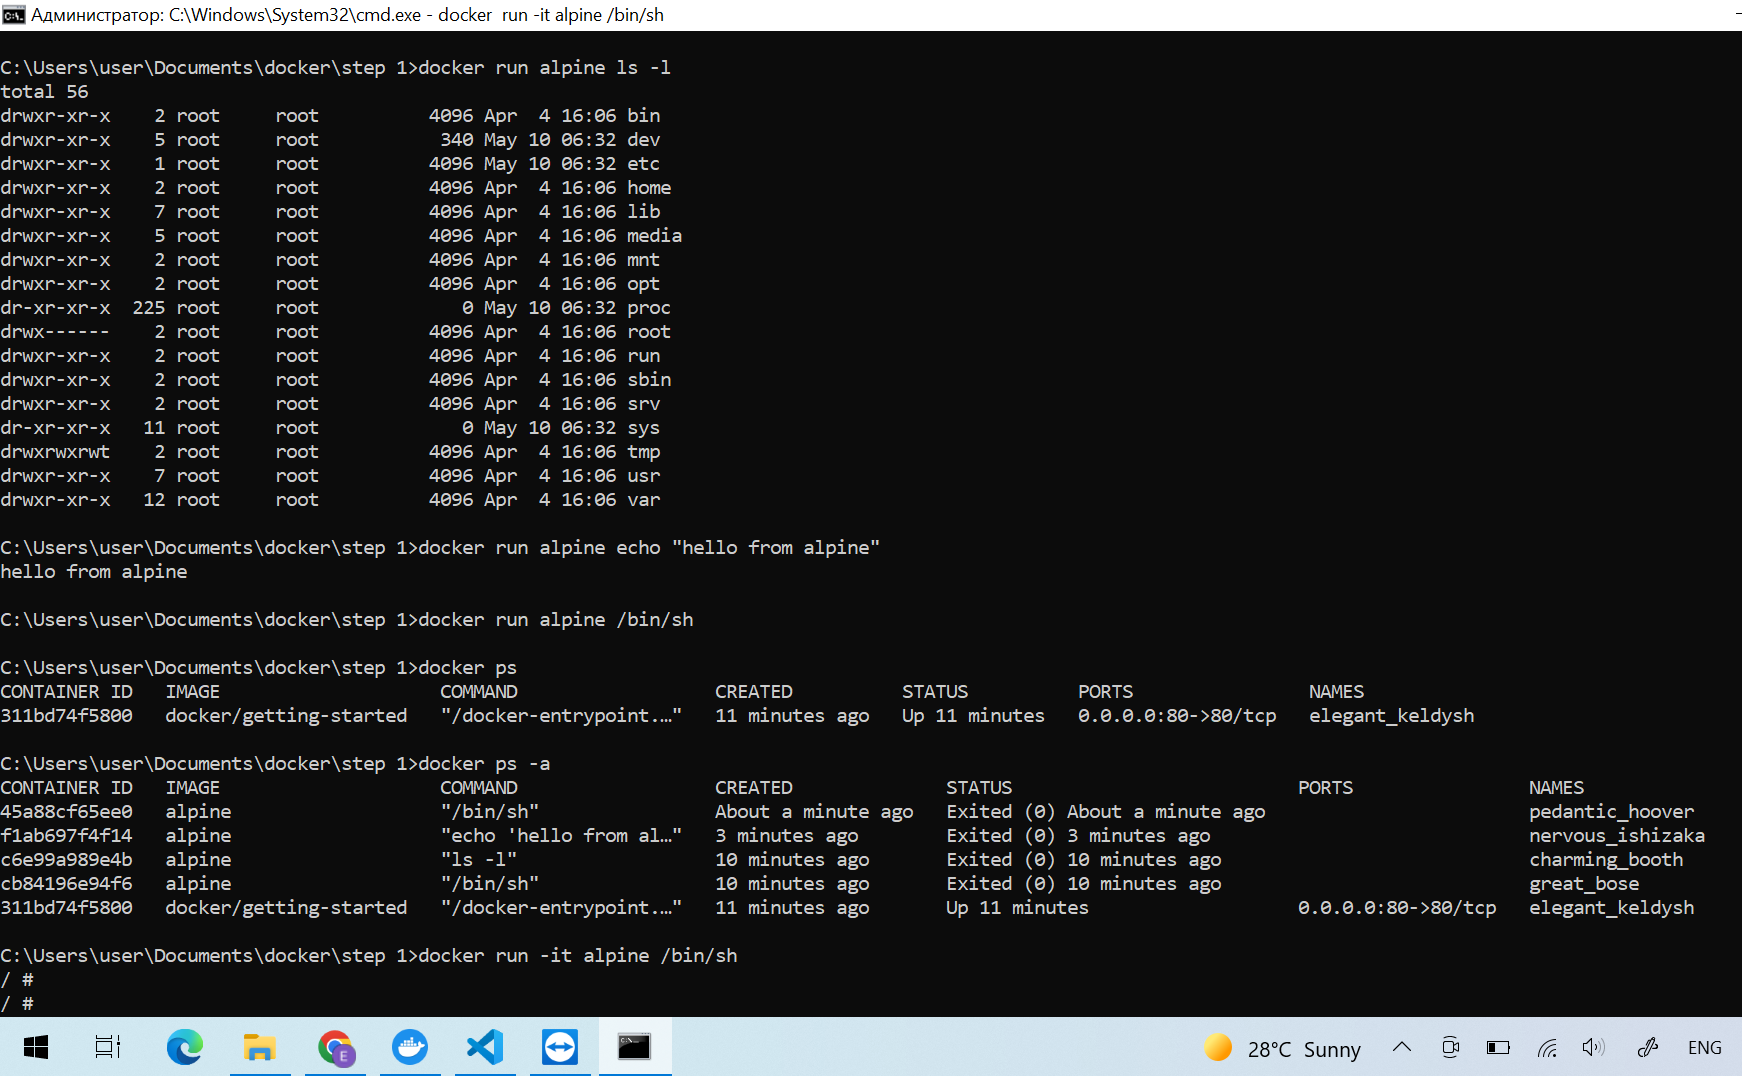 Администратор: C:\Windows\System32\cmd.exe - docker  run -it alpine /bin/sh
C:\Users\user\Documents\docker\step 1>docker run alpine ls -l
total 56
drwxr-xr-x    2 root     root          4096 Apr  4 16:06 bin
drwxr-xr-x    5 root     root           340 May 10 06:32 dev
drwxr-xr-x    1 root     root          4096 May 10 06:32 etc
drwxr-xr-x    2 root     root          4096 Apr  4 16:06 home
drwxr-xr-x    7 root     root          4096 Apr  4 16:06 lib
drwxr-xr-x    5 root     root          4096 Apr  4 16:06 media
drwxr-xr-x    2 root     root          4096 Apr  4 16:06 mnt
drwxr-xr-x    2 root     root          4096 Apr  4 16:06 opt
dr-xr-xr-x  225 root     root             0 May 10 06:32 proc
drwx------    2 root     root          4096 Apr  4 16:06 root
drwxr-xr-x    2 root     root          4096 Apr  4 16:06 run
drwxr-xr-x    2 root     root          4096 Apr  4 16:06 sbin
drwxr-xr-x    2 root     root          4096 Apr  4 16:06 srv
dr-xr-xr-x   11 root     root             0 May 10 06:32 sys
drwxrwxrwt    2 root     root          4096 Apr  4 16:06 tmp
drwxr-xr-x    7 root     root          4096 Apr  4 16:06 usr
drwxr-xr-x   12 root     root          4096 Apr  4 16:06 var
C:\Users\user\Documents\docker\step 1>docker run alpine echo "hello from alpine"
hello from alpine
C:\Users\user\Documents\docker\step 1>docker run alpine /bin/sh
C:\Users\user\Documents\docker\step 1>docker ps
CONTAINER ID   IMAGE                    COMMAND                  CREATED          STATUS          PORTS                NAMES
311bd74f5800   docker/getting-started   "/docker-entrypoint.…"   11 minutes ago   Up 11 minutes   0.0.0.0:80->80/tcp   elegant_keldysh
C:\Users\user\Documents\docker\step 1>docker ps -a
CONTAINER ID   IMAGE                    COMMAND                  CREATED              STATUS                          PORTS                NAMES
45a88cf65ee0   alpine                   "/bin/sh"                About a minute ago   Exited (0) About a minute ago                        pedantic_hoover
f1ab697f4f14   alpine                   "echo 'hello from al…"   3 minutes ago        Exited (0) 3 minutes ago                             nervous_ishizaka
c6e99a989e4b   alpine                   "ls -l"                  10 minutes ago       Exited (0) 10 minutes ago                            charming_booth
cb84196e94f6   alpine                   "/bin/sh"                10 minutes ago       Exited (0) 10 minutes ago                            great_bose
311bd74f5800   docker/getting-started   "/docker-entrypoint.…"   11 minutes ago       Up 11 minutes                   0.0.0.0:80->80/tcp   elegant_keldysh
C:\Users\user\Documents\docker\step 1>docker run -it alpine /bin/sh
/ #
/ #
E
28°C  Sunny
ENG